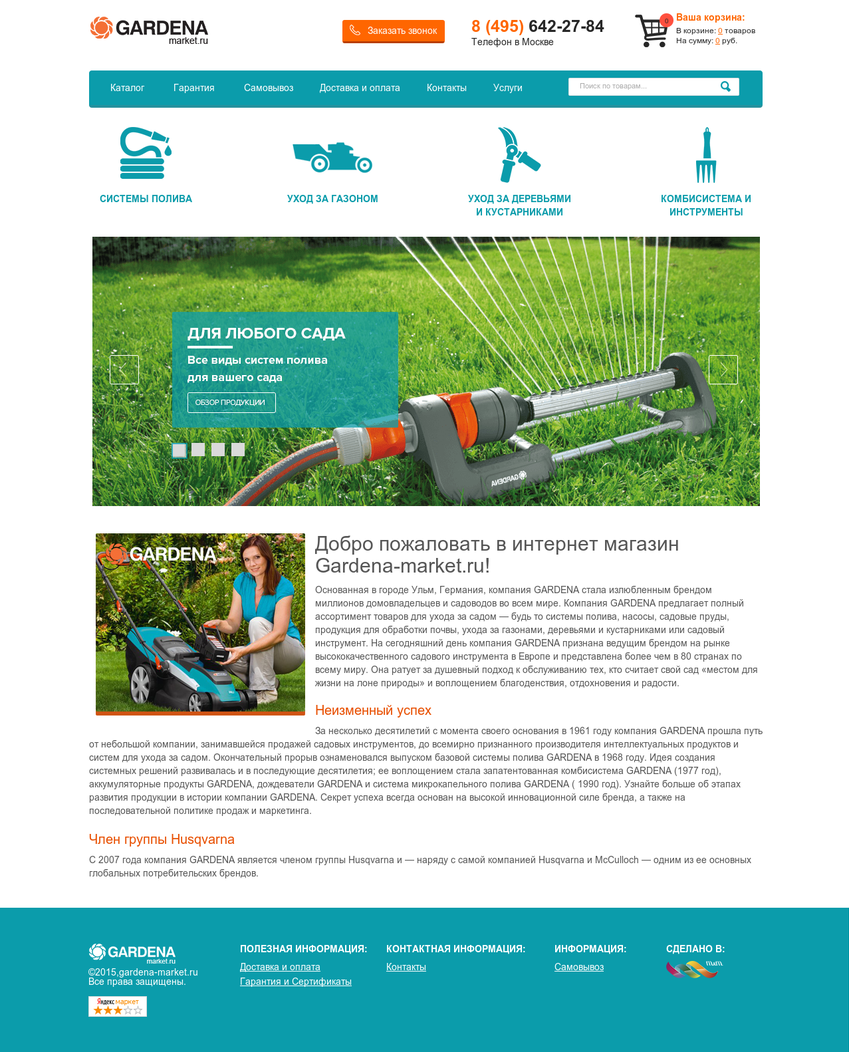 GARDENA
market.ru
Заказать звонок
8 (495) 642-27-84
Телефон в Москве
0
Ваша корзина:
В корзине: 0 товаров
На сумму: 0 руб.
Каталог Гарантия Самовывоз Доставка и оплата Контакты Услуги
Поиск по товарам...
СИСТЕМЫ ПОЛИВА
УХОД ЗА ГАЗОНОМ
УХОД ЗА ДЕРЕВЬЯМИ
И КУСТАРНИКАМИ
КОМБИСИСТЕМА И
ИНСТРУМЕНТЫ
ДЛЯ ЛЮБОГО САДА
Все виды систем полива
для вашего сада
ОБЗОР ПРОДУКЦИИ
GARDENA
GARDENA
Добро пожаловать в интернет магазин
Gardena-market.ru!
Основанная в городе Ульм, Германия, компания GARDENA стала излюбленным брендом
миллионов домовладельцев и садоводов во всем мире. Компания GARDENA предлагает полный
ассортимент товаров для ухода за садом — будь то системы полива, насосы, садовые пруды,
продукция для обработки почвы, ухода за газонами, деревьями и кустарниками или садовый
инструмент. На сегодняшний день компания GARDENA признана ведущим брендом на рынке
высококачественного садового инструмента в Европе и представлена более чем в 80 странах по
всему миру. Она ратует за душевный подход к обслуживанию тех, кто считает свой сад «местом для
жизни на лоне природы» и воплощением благоденствия, отдохновения и радости.
Неизменный успех
За несколько десятилетий с момента своего основания в 1961 году компания GARDENA прошла путь
от небольшой компании, занимавшейся продажей садовых инструментов, до всемирно признанного производителя интеллектуальных продуктов и
систем для ухода за садом. Окончательный прорыв ознаменовался выпуском базовой системы полива GARDENA в 1968 году. Идея создания
системных решений развивалась и в последующие десятилетия; ее воплощением стала запатентованная комбисистема GARDENA (1977 год),
аккумуляторные продукты GARDENA, дождеватели GARDENA и система микрокапельного полива GARDENA ( 1990 год). Узнайте больше об этапах
развития продукции в истории компании GARDENA. Секрет успеха всегда основан на высокой инновационной силе бренда, а также на
последовательной политике продаж и маркетинга.
Член группы Husqvarna
С 2007 года компания GARDENA является членом группы Husqvarna и — наряду с самой компанией Husqvarna и McCulloch — одним из ее основных
глобальных потребительских брендов.
GARDENA
market.ru
©2015,gardena-market.ru
Все права защищены.
Яндекс маркет
ПОЛЕЗНАЯ ИНФОРМАЦИЯ:
Доставка и оплата
Гарантия и Сертификаты
КОНТАКТНАЯ ИНФОРМАЦИЯ:
Контакты
ИНФОРМАЦИЯ:
Самовывоз
СДЕЛАНО В: